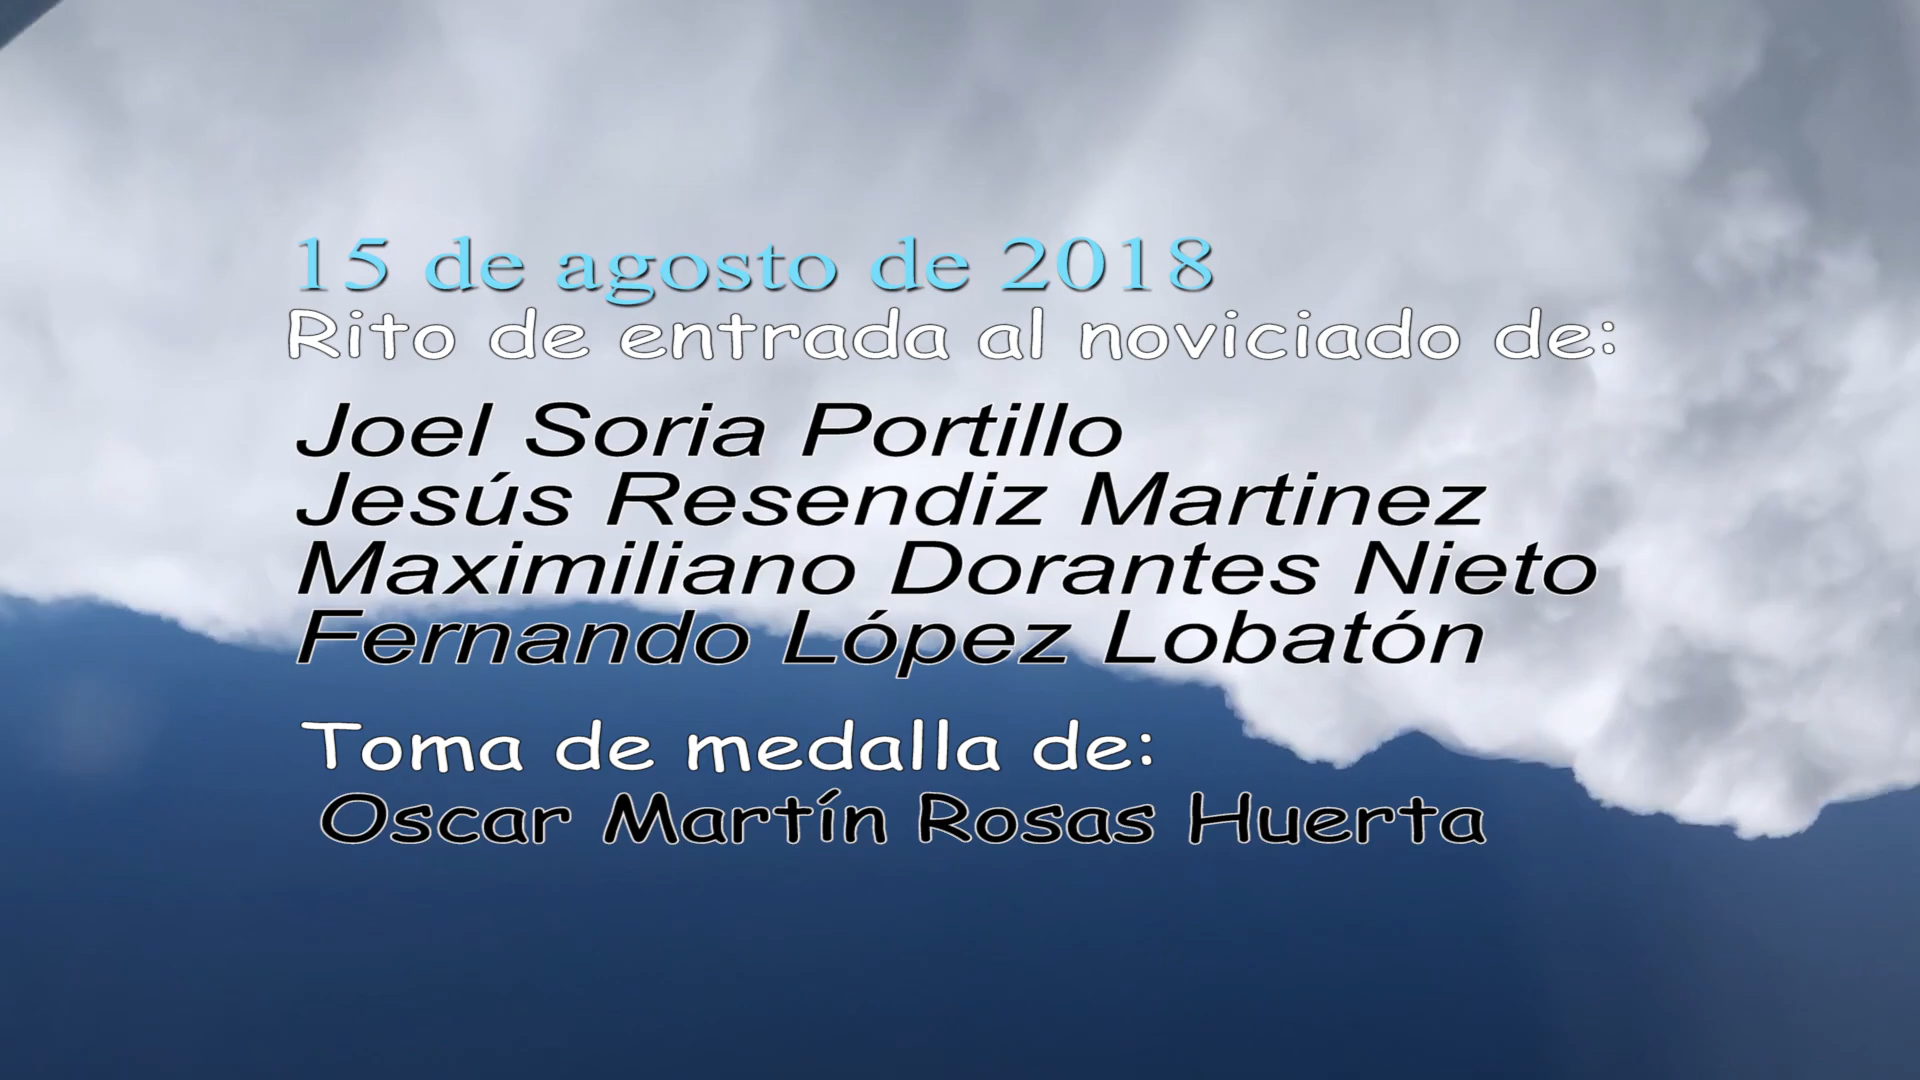 15 de agosto de 2018
Rito de entrada al noviciado de:
Joel Soria Portillo
Jesús Resendiz Martinez
Maximiliano Dorantes Nieto
Fernando López Lobatón
Toma de medalla de:
Oscar Martín Rosas Huerta